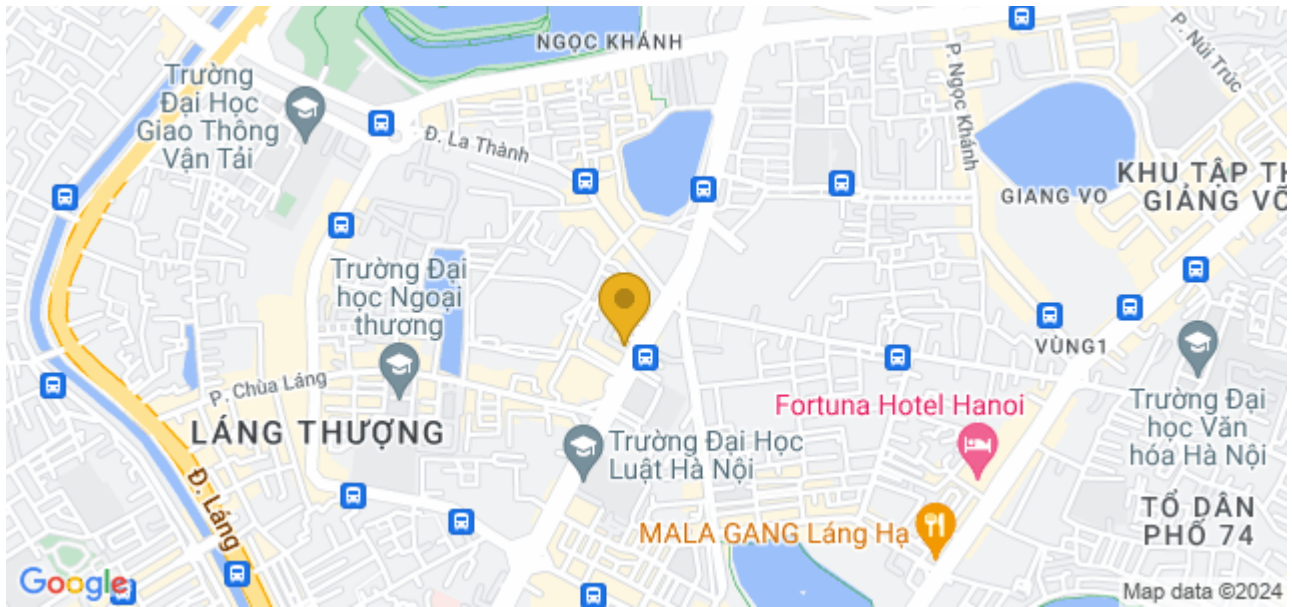 NGỌC KHÁNH
P. Ngọc Khánh
P. Núi Trúc
Trường
Đại Học
Giao Thông
Vận Tải
Đ. La Thành
KHU TẬP TH
GIẢNG VÕ
GIANG VO
Trường Đại
học Ngoại
thương
VÙNG1
P. Chùa Láng
Fortuna Hotel Hanoi
Trường Đại
học Văn
hóa Hà Nội
LÁNG THƯỢNG
Trường Đại Học
Luật Hà Nội
Đ. Láng
MALA GANG Láng Hạ
TỔ DÂN
PHỐ 74
Google
Map data ©2024